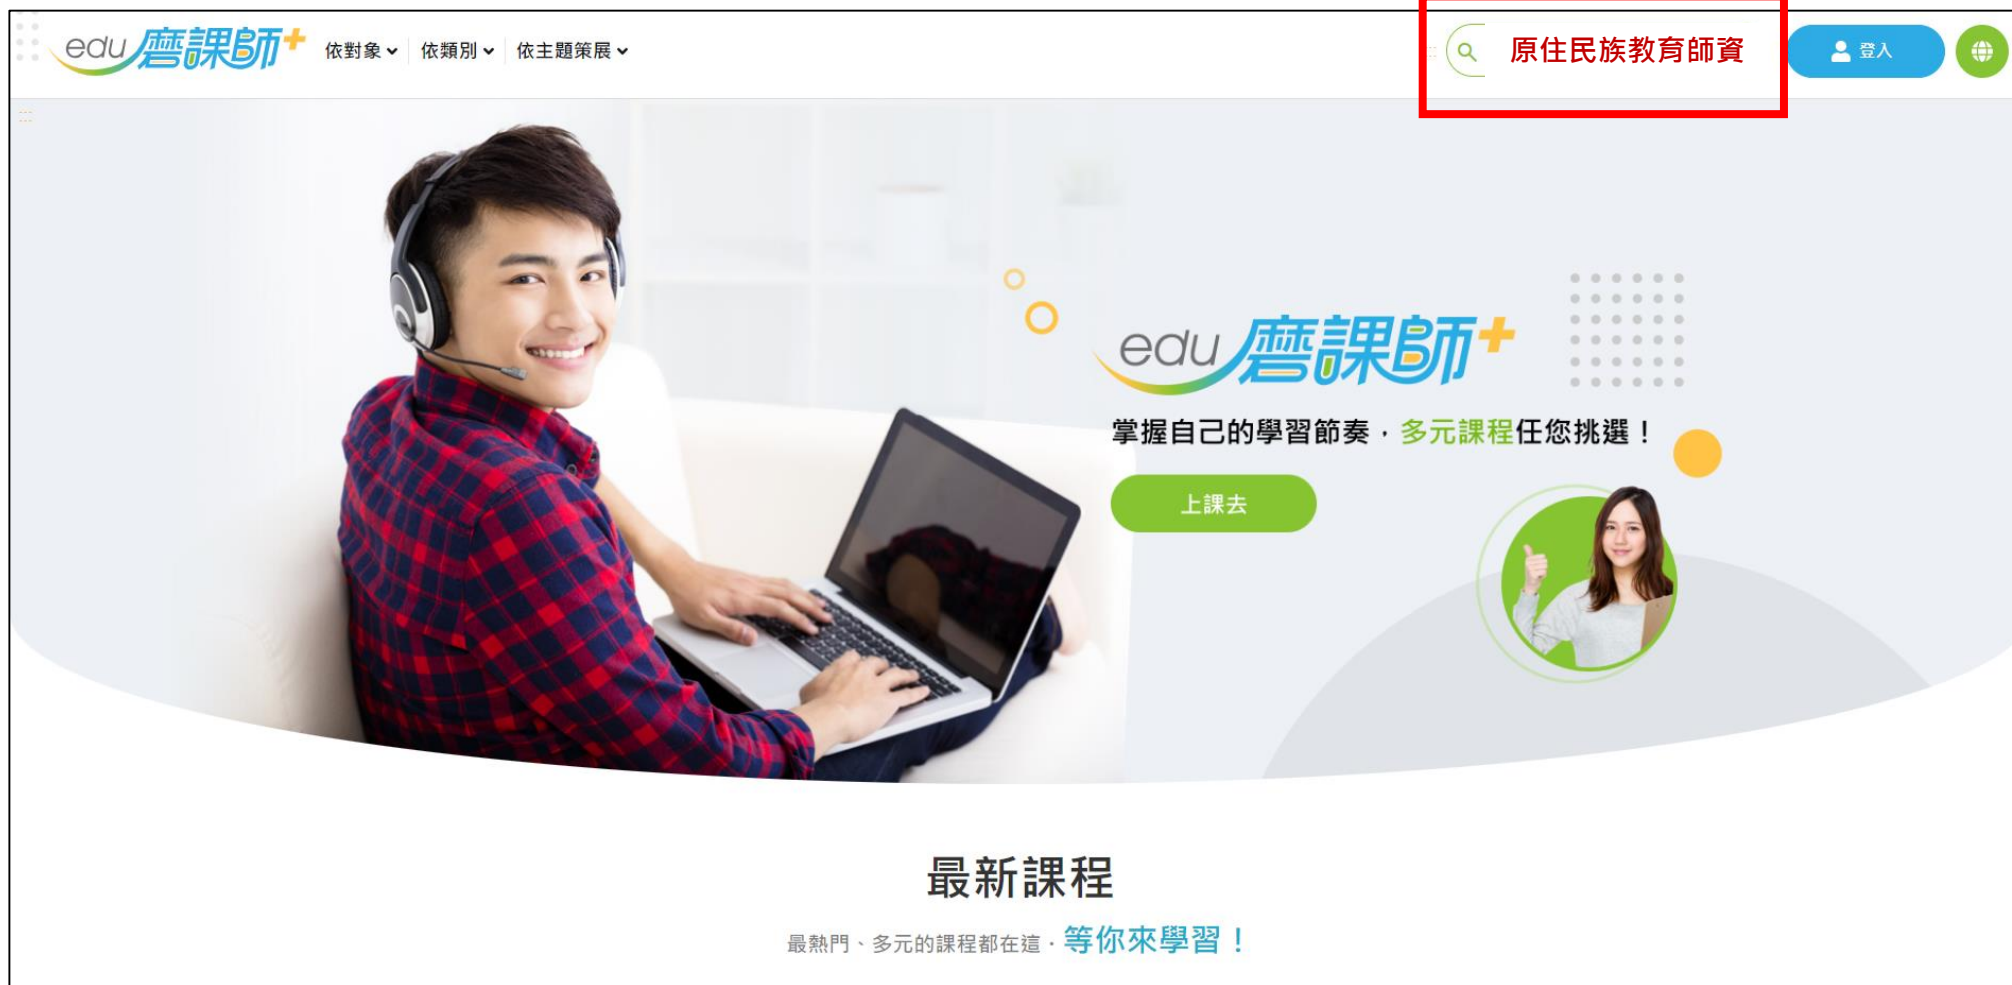 edu磨課師+ 依對象 依類別 依主題策展 原住民族教育師資 登入
edu磨課師+
掌握自己的學習節奏，多元課程任您挑選！
上課去
最新課程
最熱門、多元的課程都在這，等你來學習！